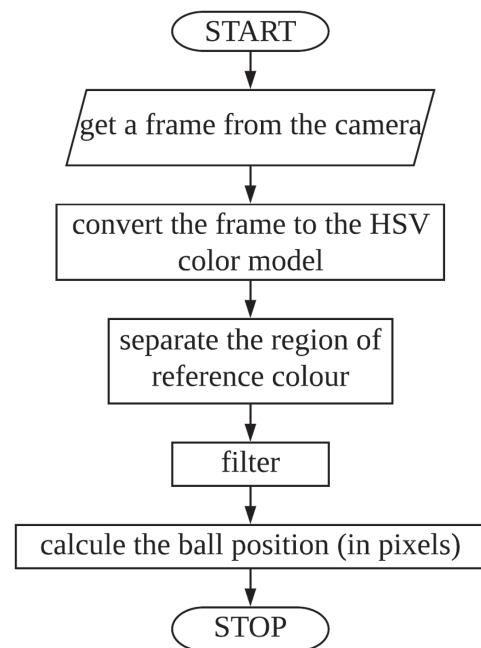 START
get a frame from the camera
convert the frame to the HSV
color model
separate the region of
reference colour
filter
calcule the ball position (in pixels)
STOP